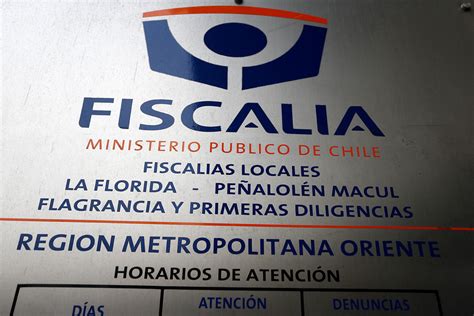 FISCALIA
MINISTERIO PUBLICO DE CHILE
FISCALIAS LOCALES
LA FLORIDA - PEÑALOLÉN MACUL
FLAGRANCIA Y PRIMERAS DILIGENCIAS
REGION METROPOLITANA ORIENTE
HORARIOS DE ATENCIÓN
DÍAS ATENCIÓN DENUNCIAS